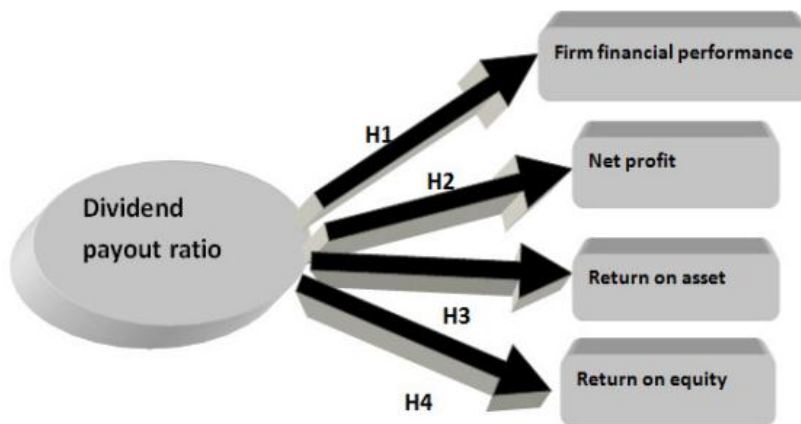 Firm financial performance
H1
Net profit
H2
Dividend
payout ratio
Return on asset
H3
Return on equity
H4